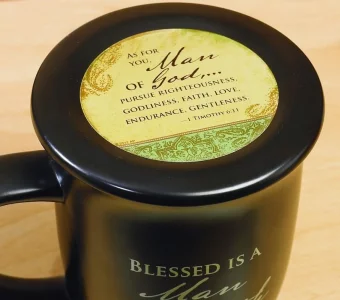 AS FOR
YOU, Man
OF God,...
PURSUE RIGHTEOUSNESS,
GODLINESS, FAITH, LOVE,
ENDURANCE, GENTLENESS.
-1 TIMOTHY 6:11
BLESSED IS A
Man